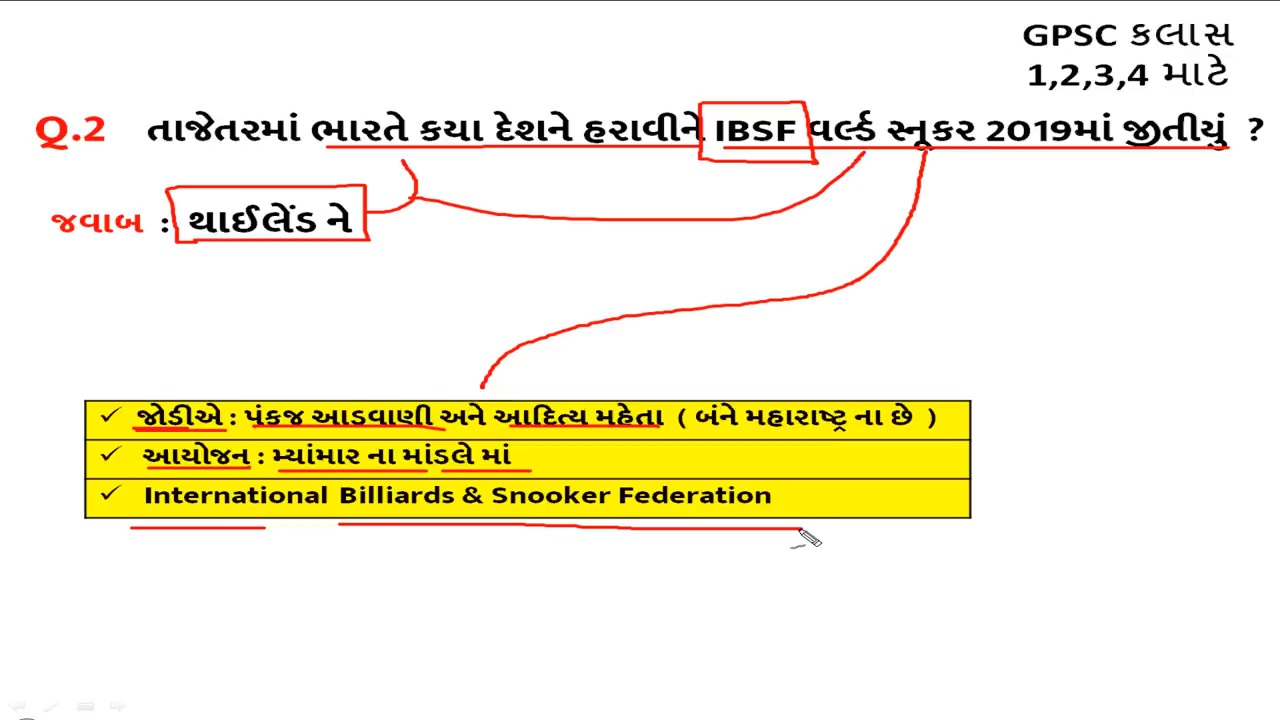 GPSC કલાસ
1,2,3,4 માટે
Q.2 તાજેતરમાં ભારતે કયા દેશને હરાવીને IBSF વર્લ્ડ સ્નૂકર 2019માં જીતીયું ?
જવાબ : થાઈલેંડ ને
✓ જોડીએ : પંકજ આડવાણી અને આદિત્ય મહેતા ( બંને મહારાષ્ટ્ર ના છે )
✓ આયોજન : મ્યાંમાર ના માંડલે માં
✓ International Billiards & Snooker Federation